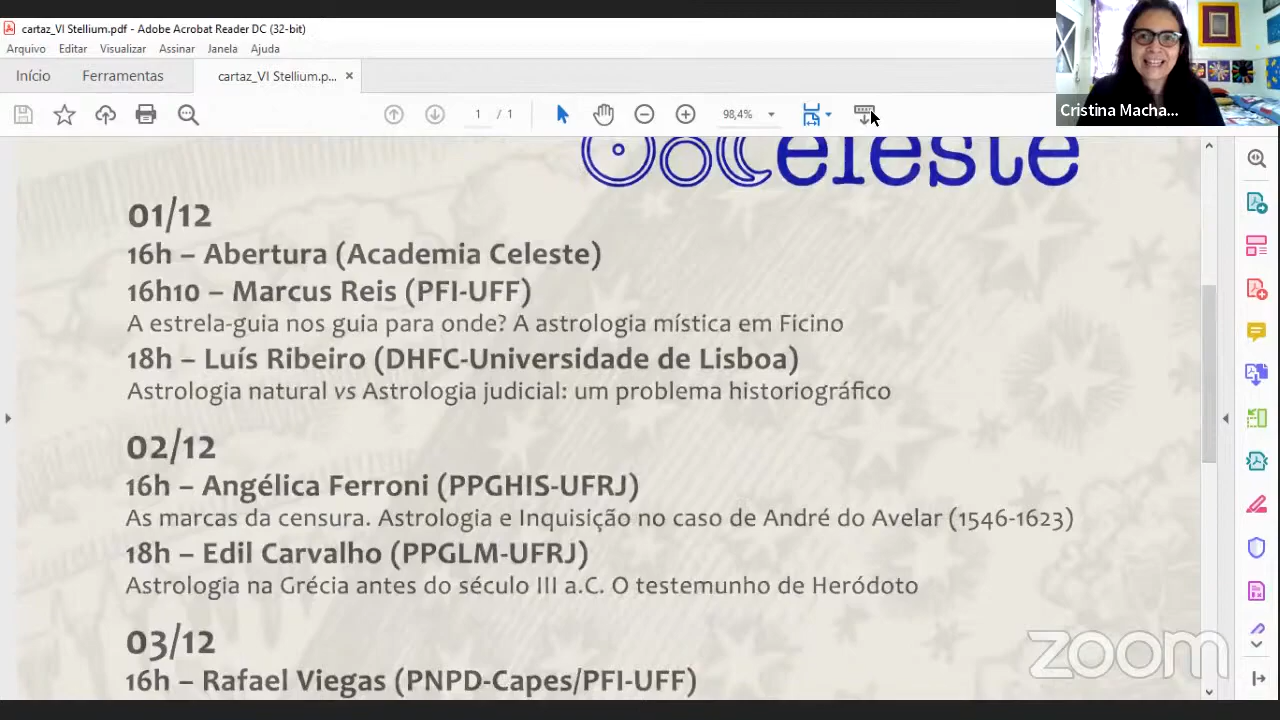 cartaz_VI Stellium.pdf - Adobe Acrobat Reader DC (32-bit)
Arquivo Editar Visualizar Assinar Janela Ajuda
Início Ferramentas cartaz_VI Stellium.p... ×
1 / 1 98,4%
Cristina Macha...
Celeste
01/12
16h – Abertura (Academia Celeste)
16h10 – Marcus Reis (PFI-UFF)
A estrela-guia nos guia para onde? A astrologia mística em Ficino
18h – Luís Ribeiro (DHFC-Universidade de Lisboa)
Astrologia natural vs Astrologia judicial: um problema historiográfico
02/12
16h – Angélica Ferroni (PPGHIS-UFRJ)
As marcas da censura. Astrologia e Inquisição no caso de André do Avelar (1546-1623)
18h – Edil Carvalho (PPGLM-UFRJ)
Astrologia na Grécia antes do século III a.C. O testemunho de Heródoto
03/12
16h – Rafael Viegas (PNPD-Capes/PFI-UFF)
zoom